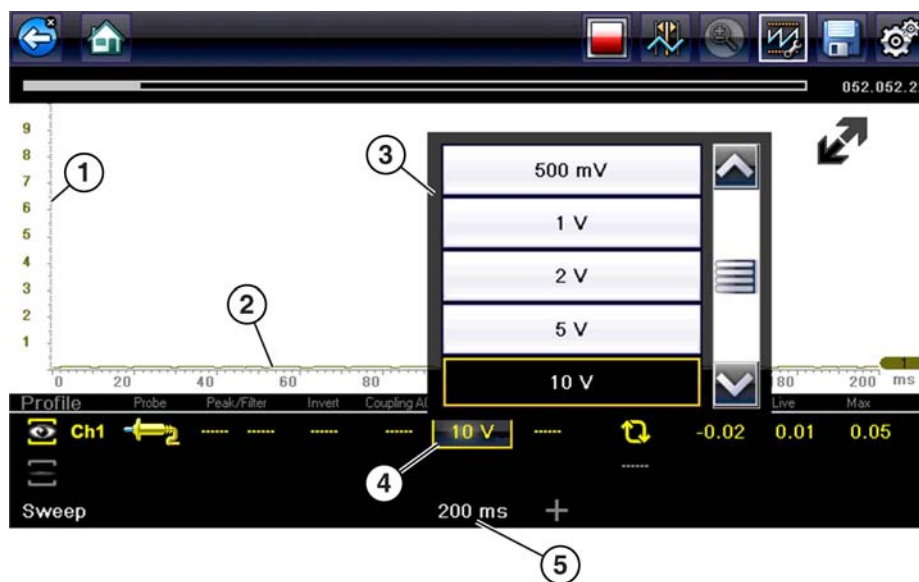 052.052.2
9
8
7
6
5
4
3
2
1
1
2
3
500 mV
1 V
2 V
5 V
10 V
1
0 20 40 60 80 80 200 ms
Profile Probe Peak/Filter Invert Coupling AC Live Max
Ch1 2 ----- ----- ----- ----- 10 V ----- -0.02 0.01 0.05
-----
4
Sweep 200 ms +
5